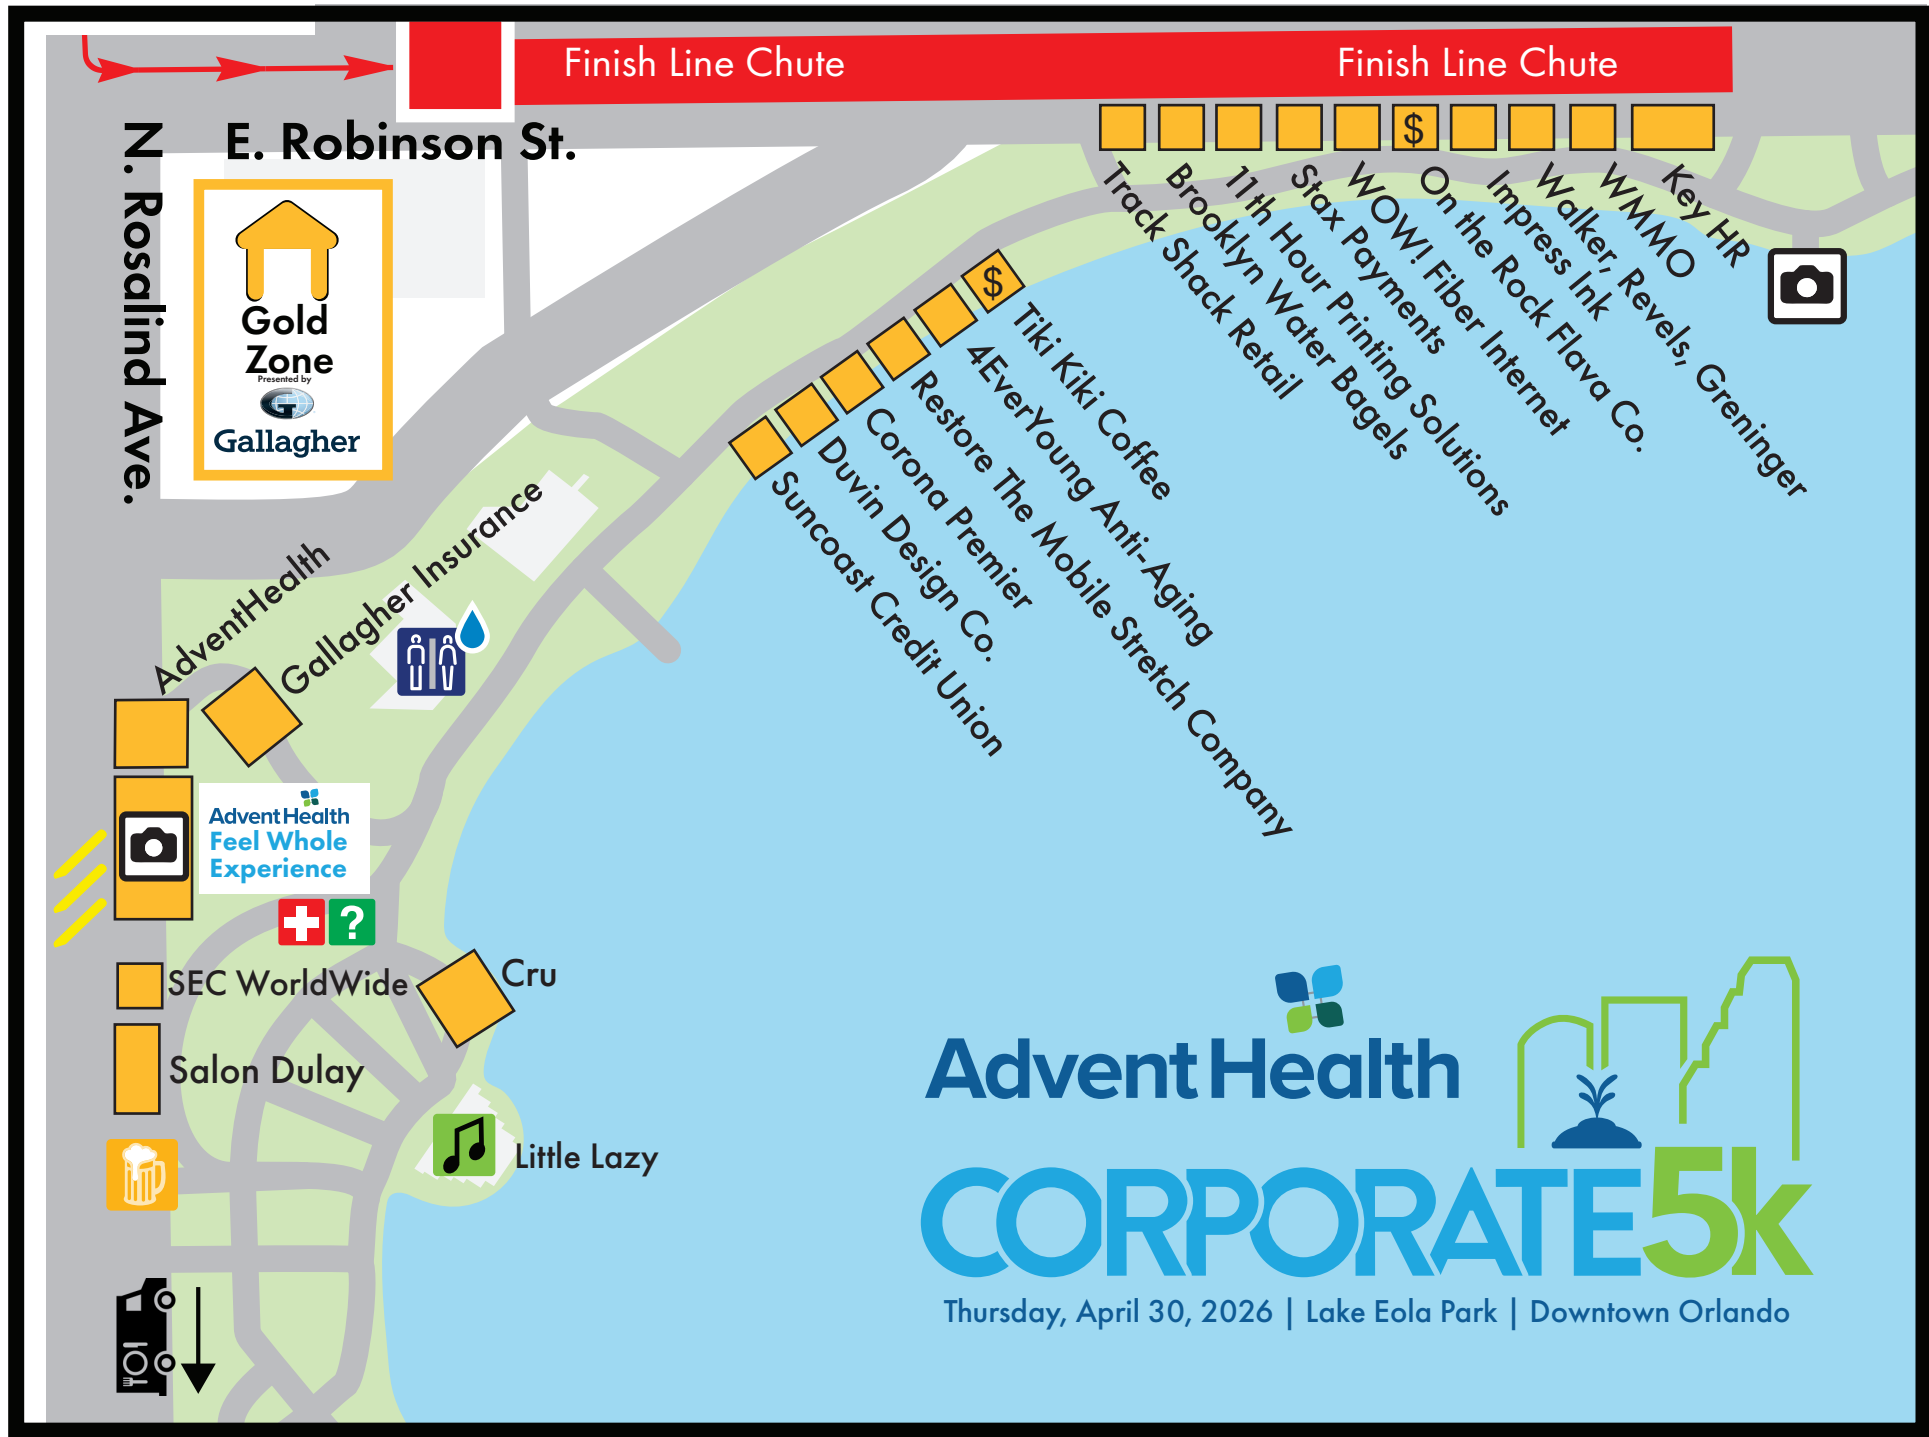 Finish Line Chute
Finish Line Chute
E. Robinson St.
N. Rosalind Ave.
Gold
Zone
Presented by
G
Gallagher
$
Track Shack Retail
Brooklyn Water Bagels
11th Hour Printing Solutions
Stax Payments
WOW! Fiber Internet
On the Rock Flava Co.
Impress Ink
Walker, Revels, Greninger
WMMO
Key HR
$
Tiki Kiki Coffee
4EverYoung Anti-Aging
Restore The Mobile Stretch Company
Corona Premier
Duvin Design Co.
Suncoast Credit Union
AdventHealth
Gallagher Insurance
AdventHealth
Feel Whole
Experience
?
SEC WorldWide
Cru
Salon Dulay
Little Lazy
AdventHealth
CORPORATE5k
Thursday, April 30, 2026 | Lake Eola Park | Downtown Orlando